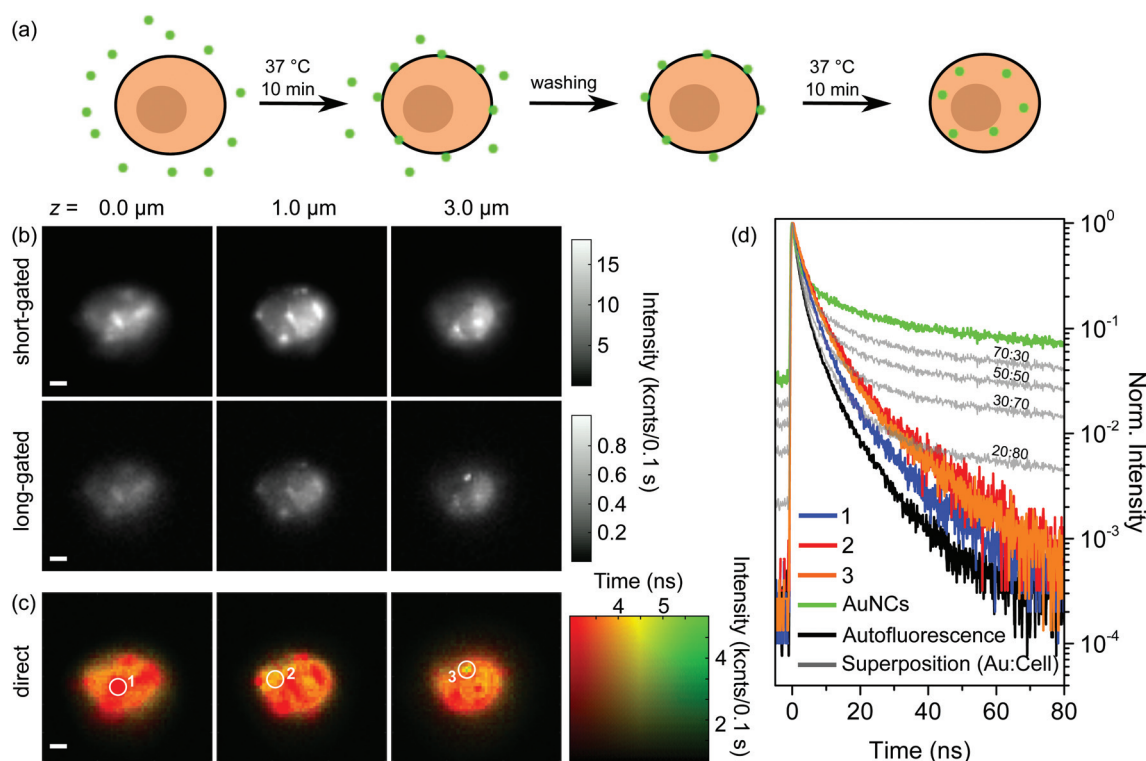 (a)
37 °C
10 min
washing
37 °C
10 min
z = 0.0 µm 1.0 µm 3.0 µm
(b)
short-gated
15
10
5
Intensity (kcnts/0.1 s)
long-gated
0.8
0.6
0.4
0.2
(c)
direct
1
2
3
Time (ns)
4 5
4
2
Intensity (kcnts/0.1 s)
(d)
70:30
50:50
30:70
20:80
1
2
3
AuNCs
Autofluorescence
Superposition (Au:Cell)
10⁰
10⁻¹
10⁻²
10⁻³
10⁻⁴
Norm. Intensity
0 20 40 60 80
Time (ns)